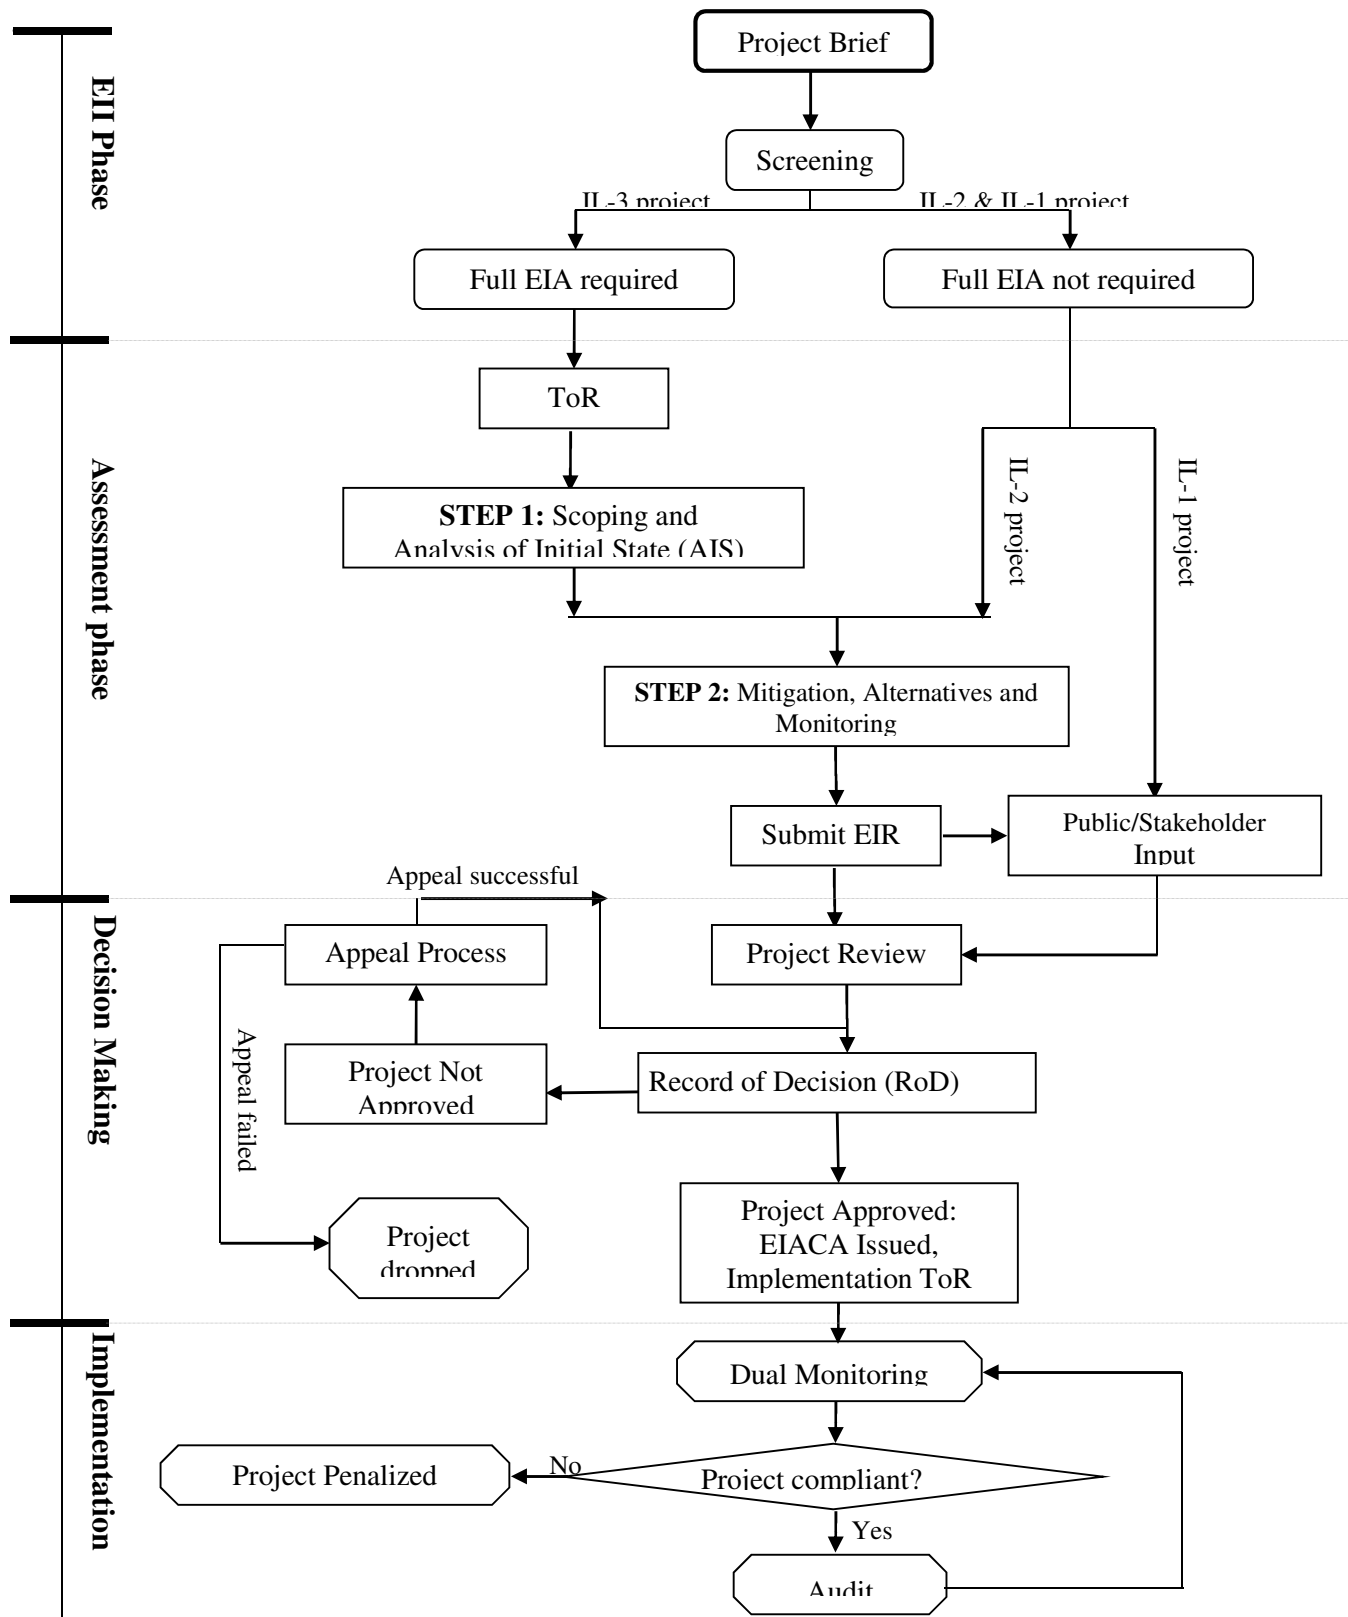 Project Brief
EII Phase
Screening
IL-3 project
IL-2 & IL-1 project
Full EIA required
Full EIA not required
ToR
Assessment phase
STEP 1: Scoping and
Analysis of Initial State (AIS)
IL-2 project
IL-1 project
STEP 2: Mitigation, Alternatives and
Monitoring
Submit EIR
Public/Stakeholder
Input
Appeal successful
Decision Making
Appeal Process
Project Review
Appeal failed
Project Not
Approved
Record of Decision (RoD)
Project
dropped
Project Approved:
EIACA Issued,
Implementation ToR
Implementation
Dual Monitoring
Project Penalized
No
Project compliant?
Yes
Audit